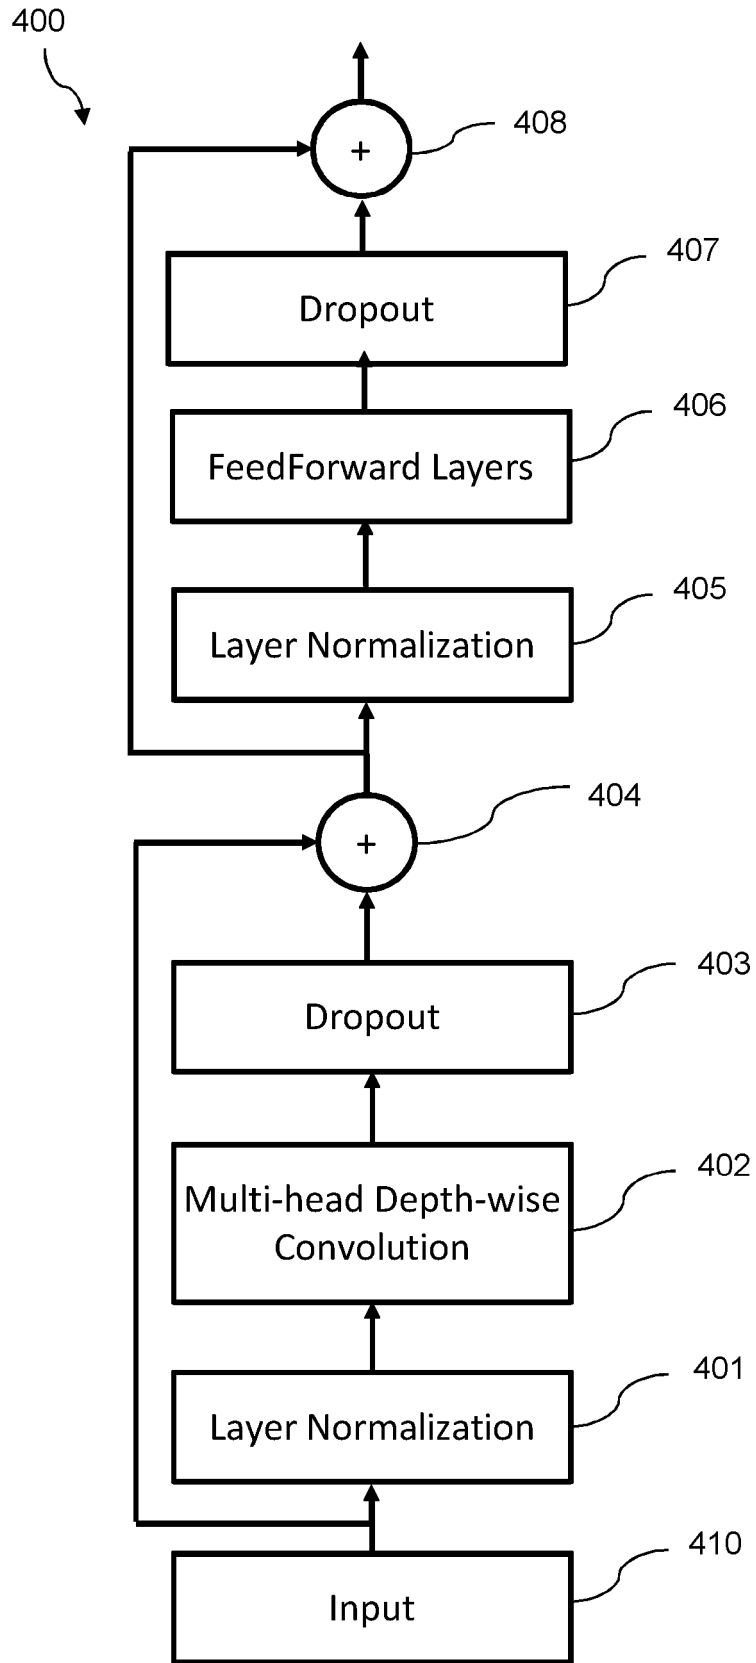 400
+
408
407
Dropout
406
FeedForward Layers
405
Layer Normalization
404
+
403
Dropout
402
Multi-head Depth-wise
Convolution
401
Layer Normalization
410
Input